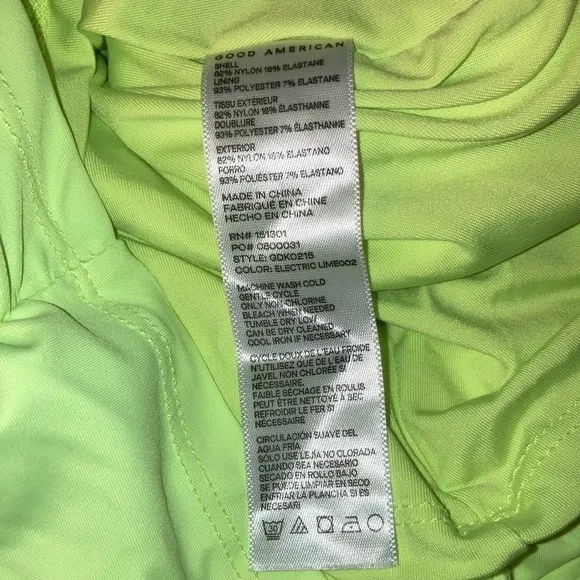 GOOD AMERICAN
SHELL
82% NYLON 18% ELASTANE
LINING
93% POLYESTER 7% ELASTANE
TISSU EXTÉRIEUR
82% NYLON 18% ÉLASTHANNE
DOUBLURE
93% POLYESTER 7% ÉLASTHANNE
EXTERIOR
82% NYLON 18% ELASTANO
FORRO
93% POLIÉSTER 7% ELASTANO
MADE IN CHINA
FABRIQUÉ EN CHINE
HECHO EN CHINA
RN# 151301
PO# 0800031
STYLE: GDK0215
COLOR: ELECTRIC LIME002
MACHINE WASH COLD
GENTLE CYCLE
ONLY NON-CHLORINE
BLEACH WHEN NEEDED
TUMBLE DRY LOW
CAN BE DRY CLEANED
COOL IRON IF NECESSARY
CYCLE DOUX DE L'EAU FROIDE
N'UTILISEZ QUE DE L'EAU DE
JAVEL NON CHLORÉE SI
NÉCESSAIRE.
FAIBLE SÉCHAGE EN ROULIS
PEUT ÊTRE NETTOYÉ À SEC
REFROIDIR LE FER SI
NÉCESSAIRE
CIRCULACIÓN SUAVE DEL
AGUA FRÍA
SOLO USE LEJÍA NO CLORADA
CUANDO SEA NECESARIO
SECADO EN ROLLO BAJO
SE PUEDE LIMPIAR EN SECO
ENFRIAR LA PLANCHA SI ES
NECESARIO
30